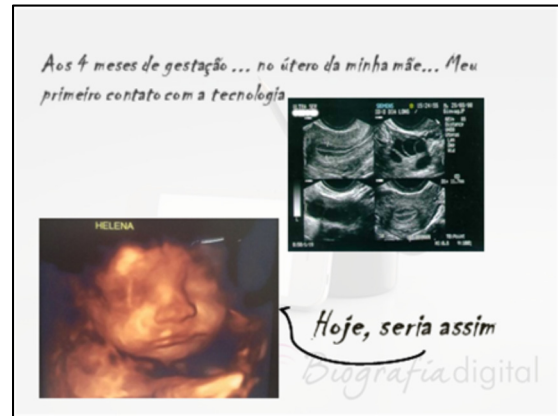 Aos 4 meses de gestação ... no útero da minha mãe... Meu
primeiro contato com a tecnologia
SIEMENS
HELENA
Hoje, seria assim
Biografia digital